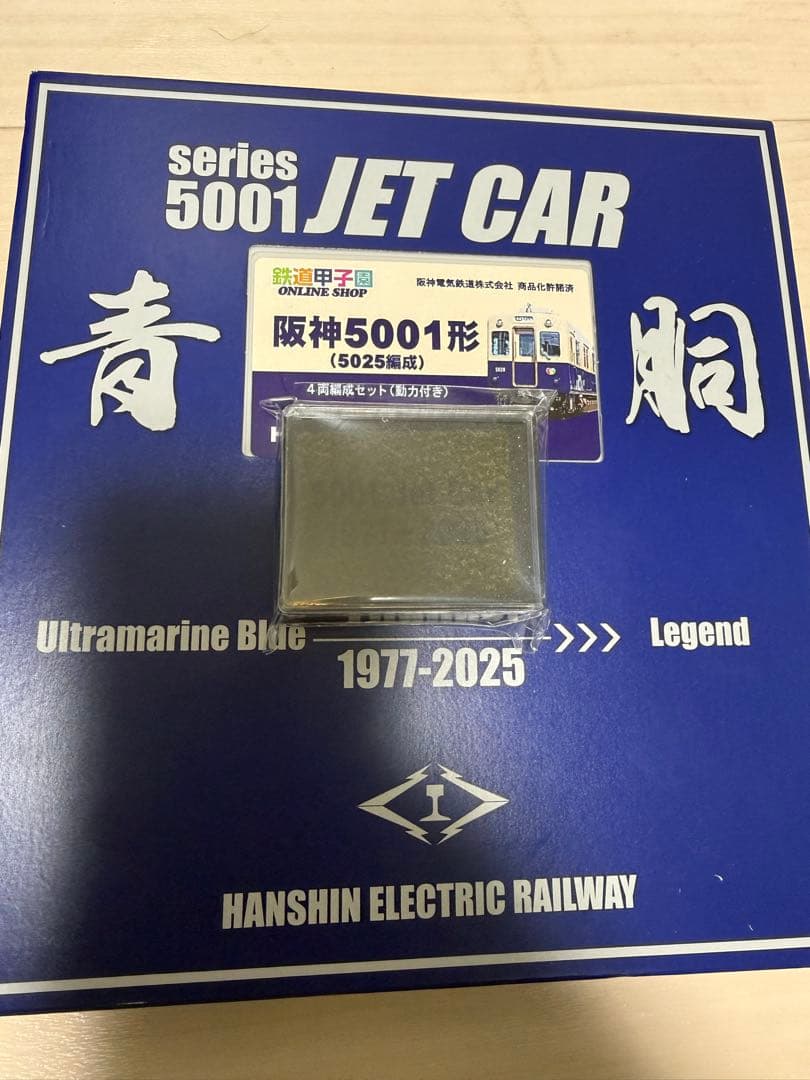 series
5001 JET CAR
鉄道甲子園
ONLINE SHOP
阪神電気鉄道株式会社 商品化許諾済
阪神5001形
(5025編成)
4両編成セット(動力付き)
青
胴
Ultramarine Blue
Legend
1977-2025
HANSHIN ELECTRIC RAILWAY